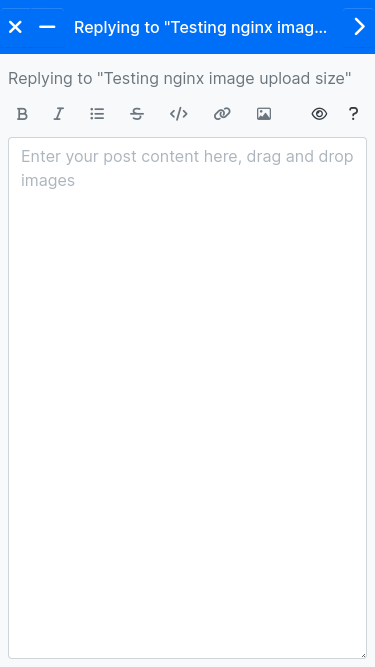 Replying to "Testing nginx imag...
Replying to "Testing nginx image upload size"
B I S </> ?
Enter your post content here, drag and drop
images